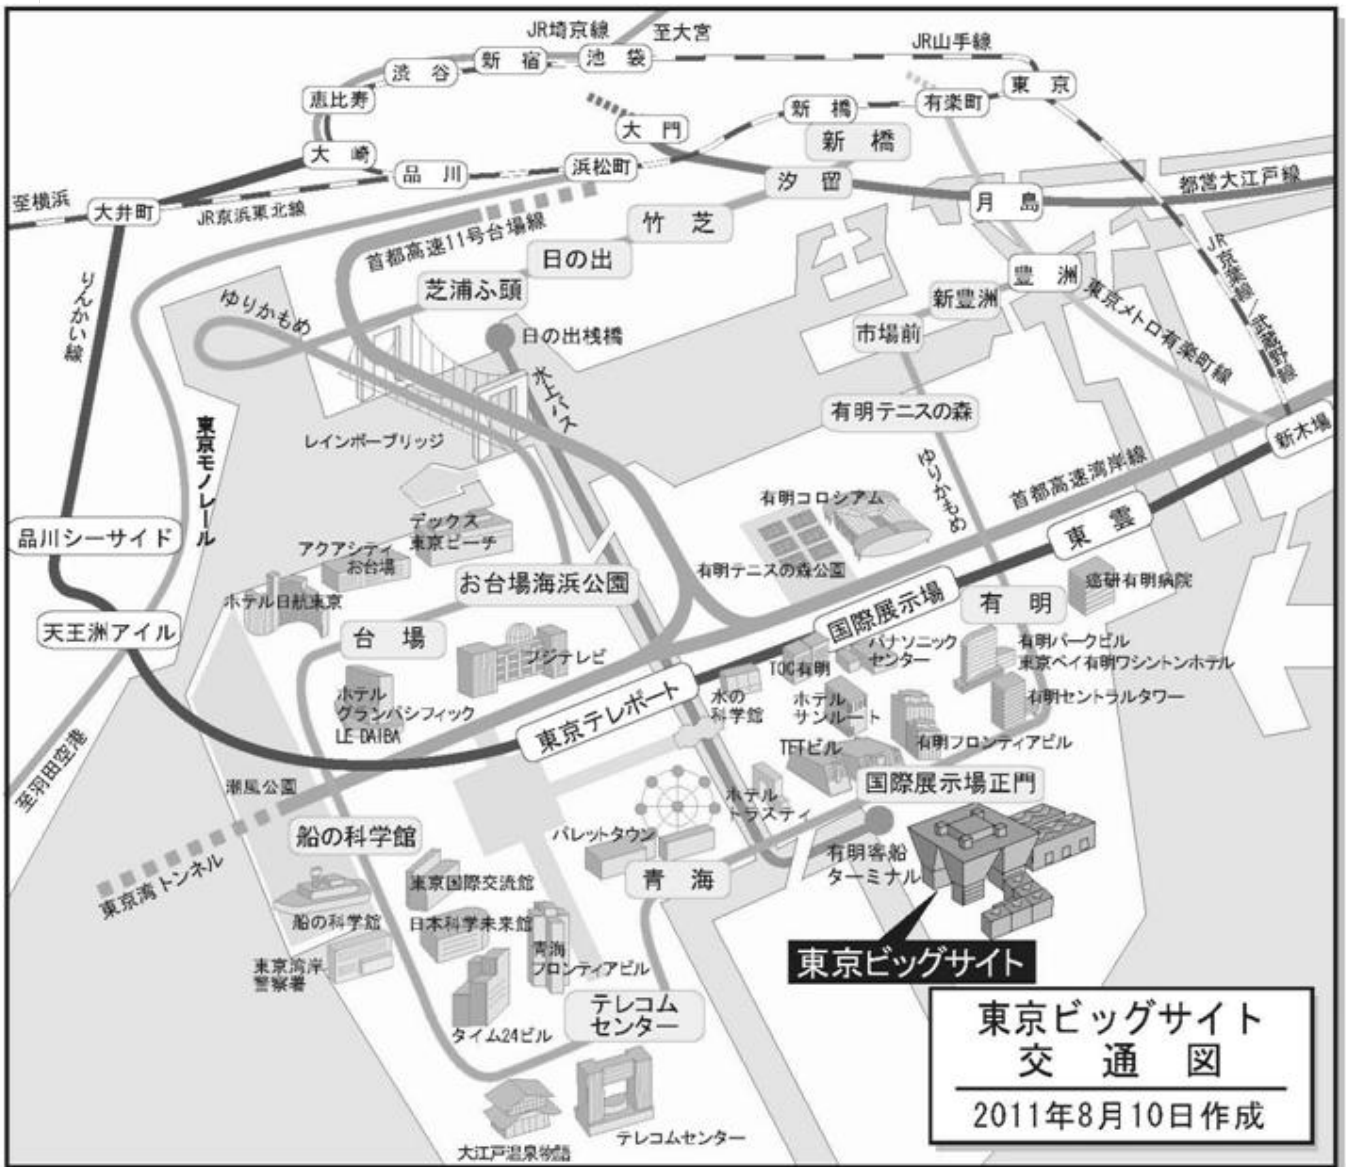 JR埼京線
至大宮
JR山手線
渋谷
新宿
池袋
恵比寿
東京
有楽町
新橋
大門
新橋
大崎
品川
浜松町
汐留
月島
都営大江戸線
至横浜
大井町
JR京浜東北線
首都高速11号台場線
竹芝
日の出
芝浦ふ頭
豊洲
新豊洲
市場前
JR京葉線/武蔵野線
東京メトロ有楽町線
りんかい線
ゆりかもめ
日の出桟橋
水上バス
有明テニスの森
新木場
レインボーブリッジ
東京モノレール
ゆりかもめ
首都高速湾岸線
有明コロシアム
品川シーサイド
デックス
東京ビーチ
アクアシティ
お台場
有明テニスの森公園
東雲
お台場海浜公園
ホテル日航東京
国際展示場
有明
癌研有明病院
天王洲アイル
台場
フジテレビ
TOC有明
パナソニック
センター
有明パークビル
東京ベイ有明ワシントンホテル
ホテル
グランパシフィック
LE DAIBA
東京テレポート
水の
科学館
ホテル
サンルート
有明セントラルタワー
有明フロンティアビル
TFTビル
至羽田空港
潮風公園
国際展示場正門
ホテル
トラスティ
船の科学館
パレットタウン
有明客船
ターミナル
東京湾トンネル
青海
東京国際交流館
船の科学館
日本科学未来館
東京湾岸
警察署
青海
フロンティアビル
東京ビッグサイト
テレコム
センター
タイム24ビル
大江戸温泉物語
テレコムセンター
東京ビッグサイト
交通図
2011年8月10日作成